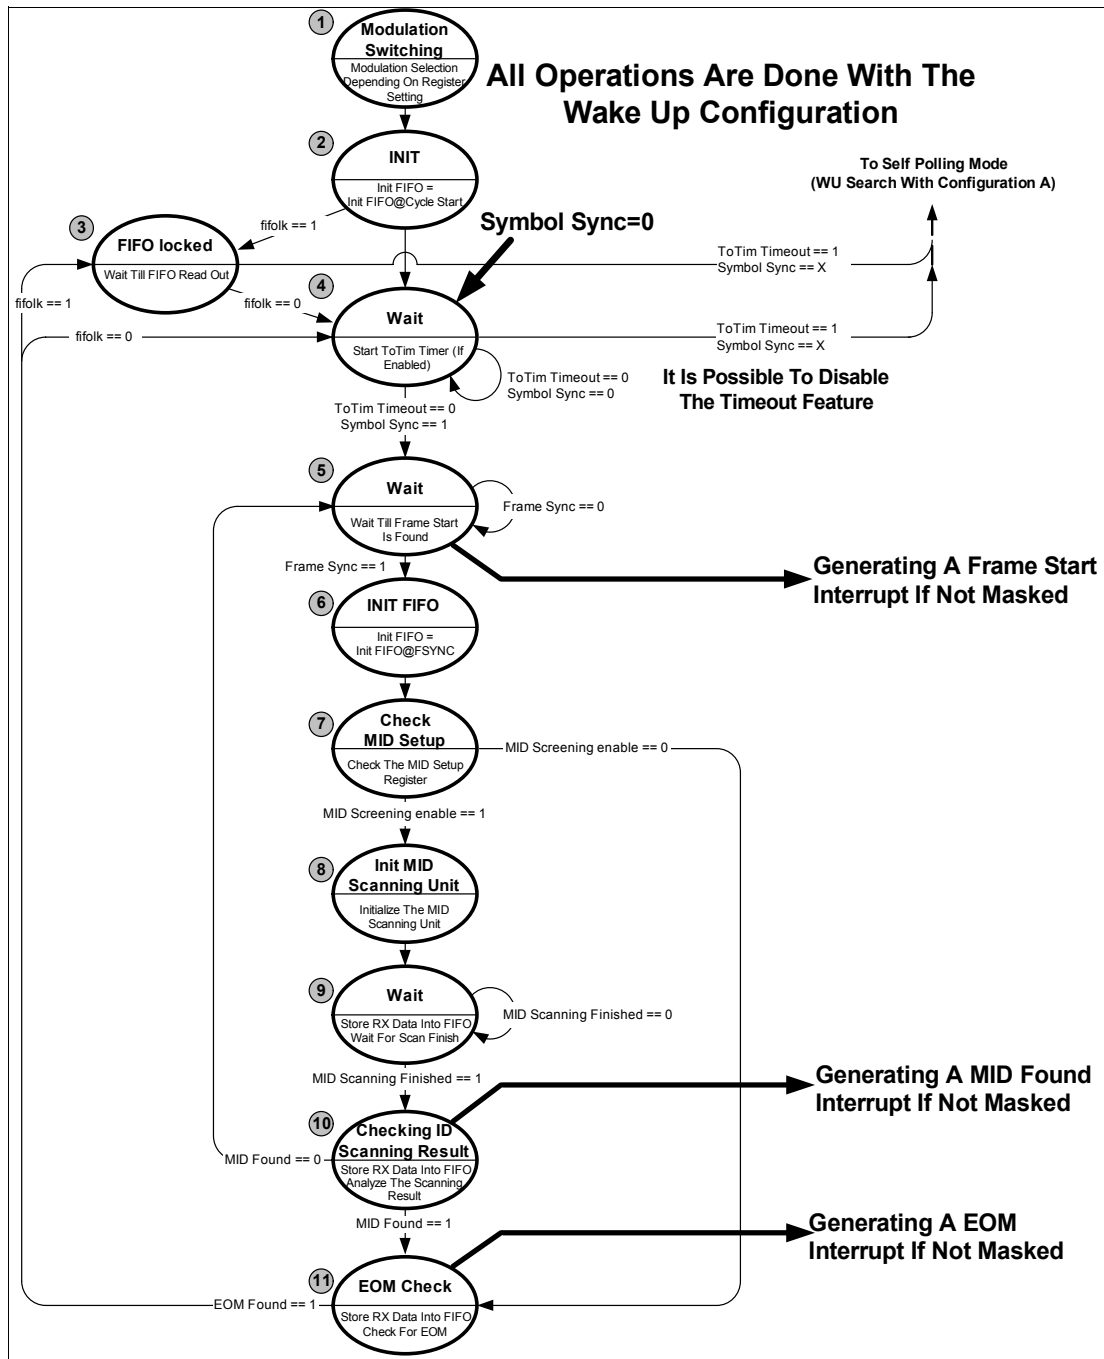 1
Modulation
Switching
Modulation Selection
Depending On Register
Setting
All Operations Are Done With The
Wake Up Configuration
2
INIT
Init FIFO =
Init FIFO@Cycle Start
To Self Polling Mode
(WU Search With Configuration A)
fifolk == 1
Symbol Sync=0
3
FIFO locked
Wait Till FIFO Read Out
ToTim Timeout == 1
Symbol Sync == X
fifolk == 1
fifolk == 0
4
Wait
Start ToTim Timer (If
Enabled)
fifolk == 0
ToTim Timeout == 1
Symbol Sync == X
ToTim Timeout == 0
Symbol Sync == 0
It Is Possible To Disable
The Timeout Feature
ToTim Timeout == 0
Symbol Sync == 1
5
Wait
Wait Till Frame Start
Is Found
Frame Sync == 0
Frame Sync == 1
Generating A Frame Start
Interrupt If Not Masked
6
INIT FIFO
Init FIFO =
Init FIFO@FSYNC
7
Check
MID Setup
Check The MID Setup
Register
MID Screening enable == 0
MID Screening enable == 1
8
Init MID
Scanning Unit
Initialize The MID
Scanning Unit
9
Wait
Store RX Data Into FIFO
Wait For Scan Finish
MID Scanning Finished == 0
MID Scanning Finished == 1
Generating A MID Found
Interrupt If Not Masked
10
Checking ID
Scanning Result
Store RX Data Into FIFO
Analyze The Scanning
Result
MID Found == 0
MID Found == 1
Generating A EOM
Interrupt If Not Masked
11
EOM Check
Store RX Data Into FIFO
Check For EOM
EOM Found == 1